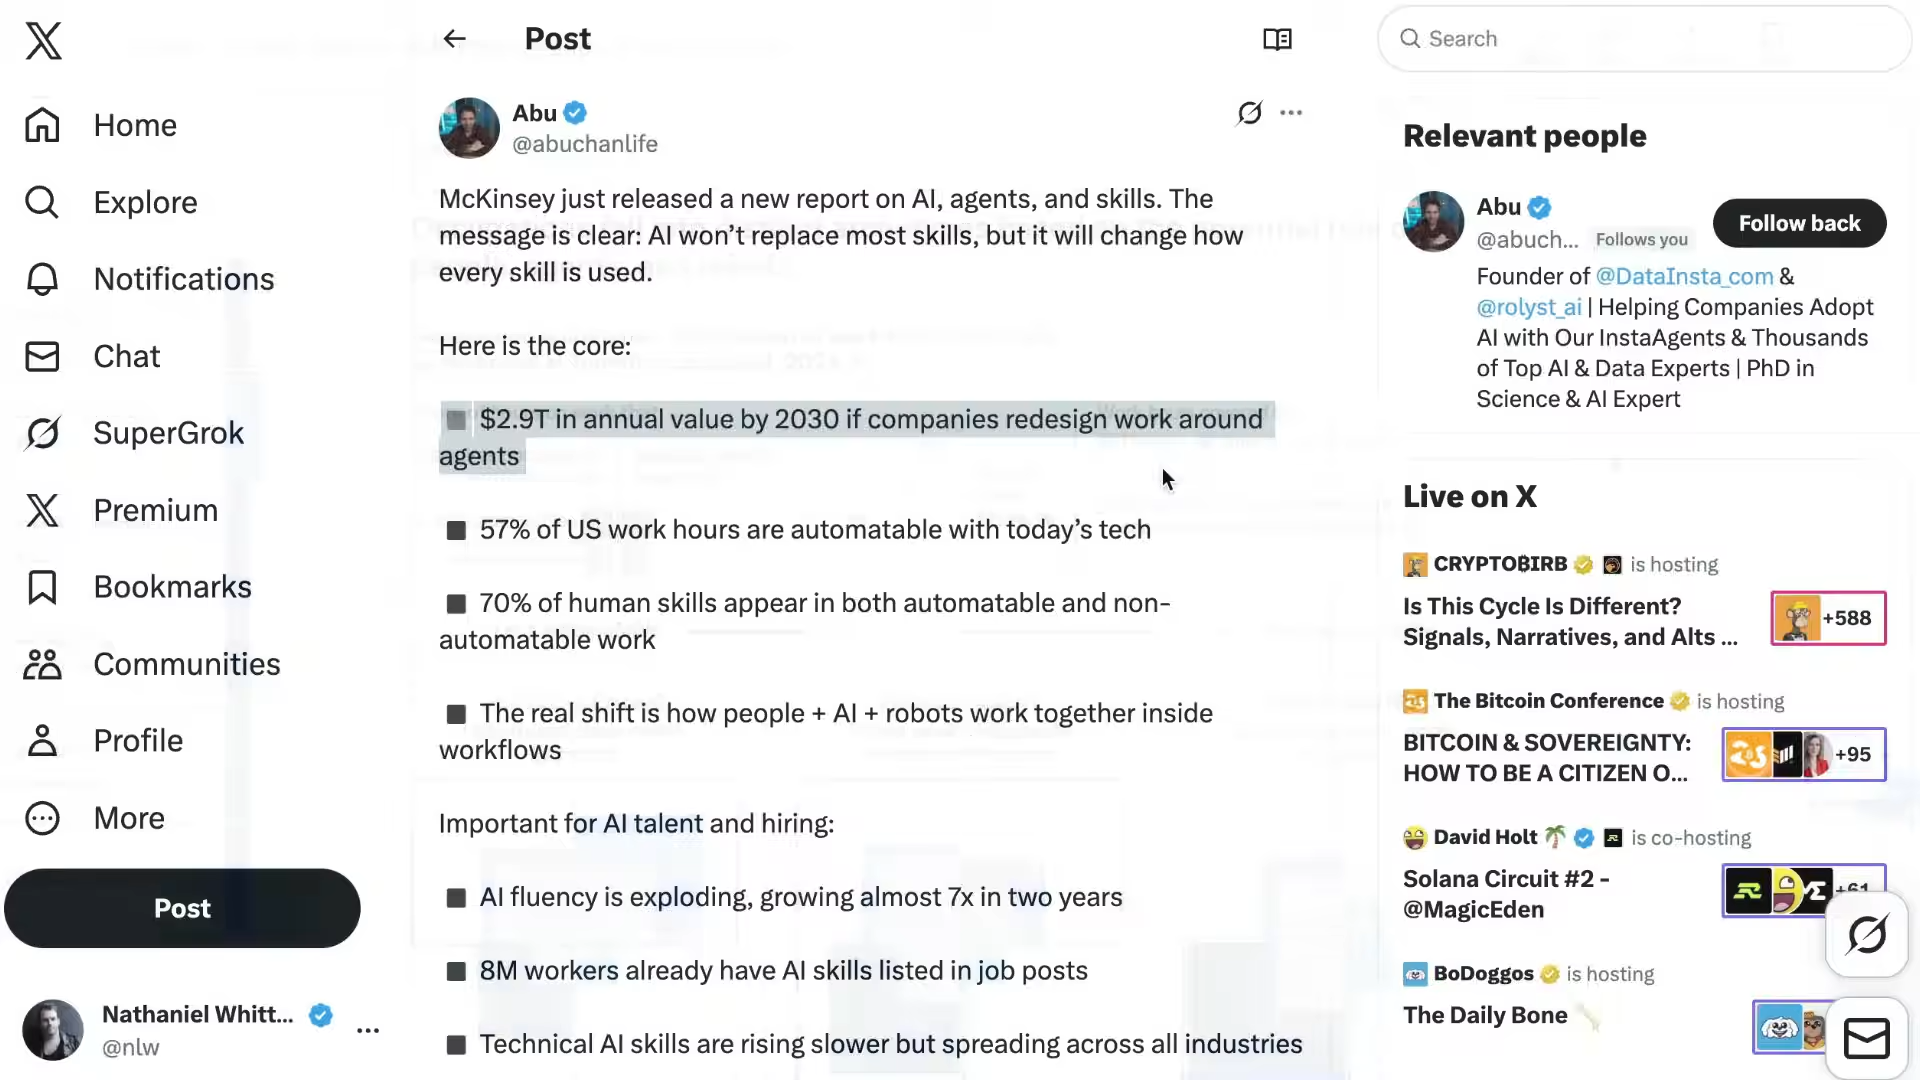 Home
Explore
Notifications
Chat
SuperGrok
Premium
Bookmarks
Communities
Profile
More
Post
Nathaniel Whitt...
@nlw
Post
Abu
@abuchanlife
McKinsey just released a new report on AI, agents, and skills. The
message is clear: AI won’t replace most skills, but it will change how
every skill is used.
Here is the core:
$2.9T in annual value by 2030 if companies redesign work around
agents
57% of US work hours are automatable with today’s tech
70% of human skills appear in both automatable and non-
automatable work
The real shift is how people + AI + robots work together inside
workflows
Important for AI talent and hiring:
AI fluency is exploding, growing almost 7x in two years
8M workers already have AI skills listed in job posts
Technical AI skills are rising slower but spreading across all industries
Search
Relevant people
Abu
@abuch... Follows you
Follow back
Founder of @DataInsta_com &
@rolyst_ai | Helping Companies Adopt
AI with Our InstaAgents & Thousands
of Top AI & Data Experts | PhD in
Science & AI Expert
Live on X
CRYPTO₿IRB is hosting
Is This Cycle Is Different?
Signals, Narratives, and Alts ...
+588
The Bitcoin Conference is hosting
BITCOIN & SOVEREIGNTY:
HOW TO BE A CITIZEN O...
+95
David Holt is co-hosting
Solana Circuit #2 -
@MagicEden
+61
BoDoggos is hosting
The Daily Bone